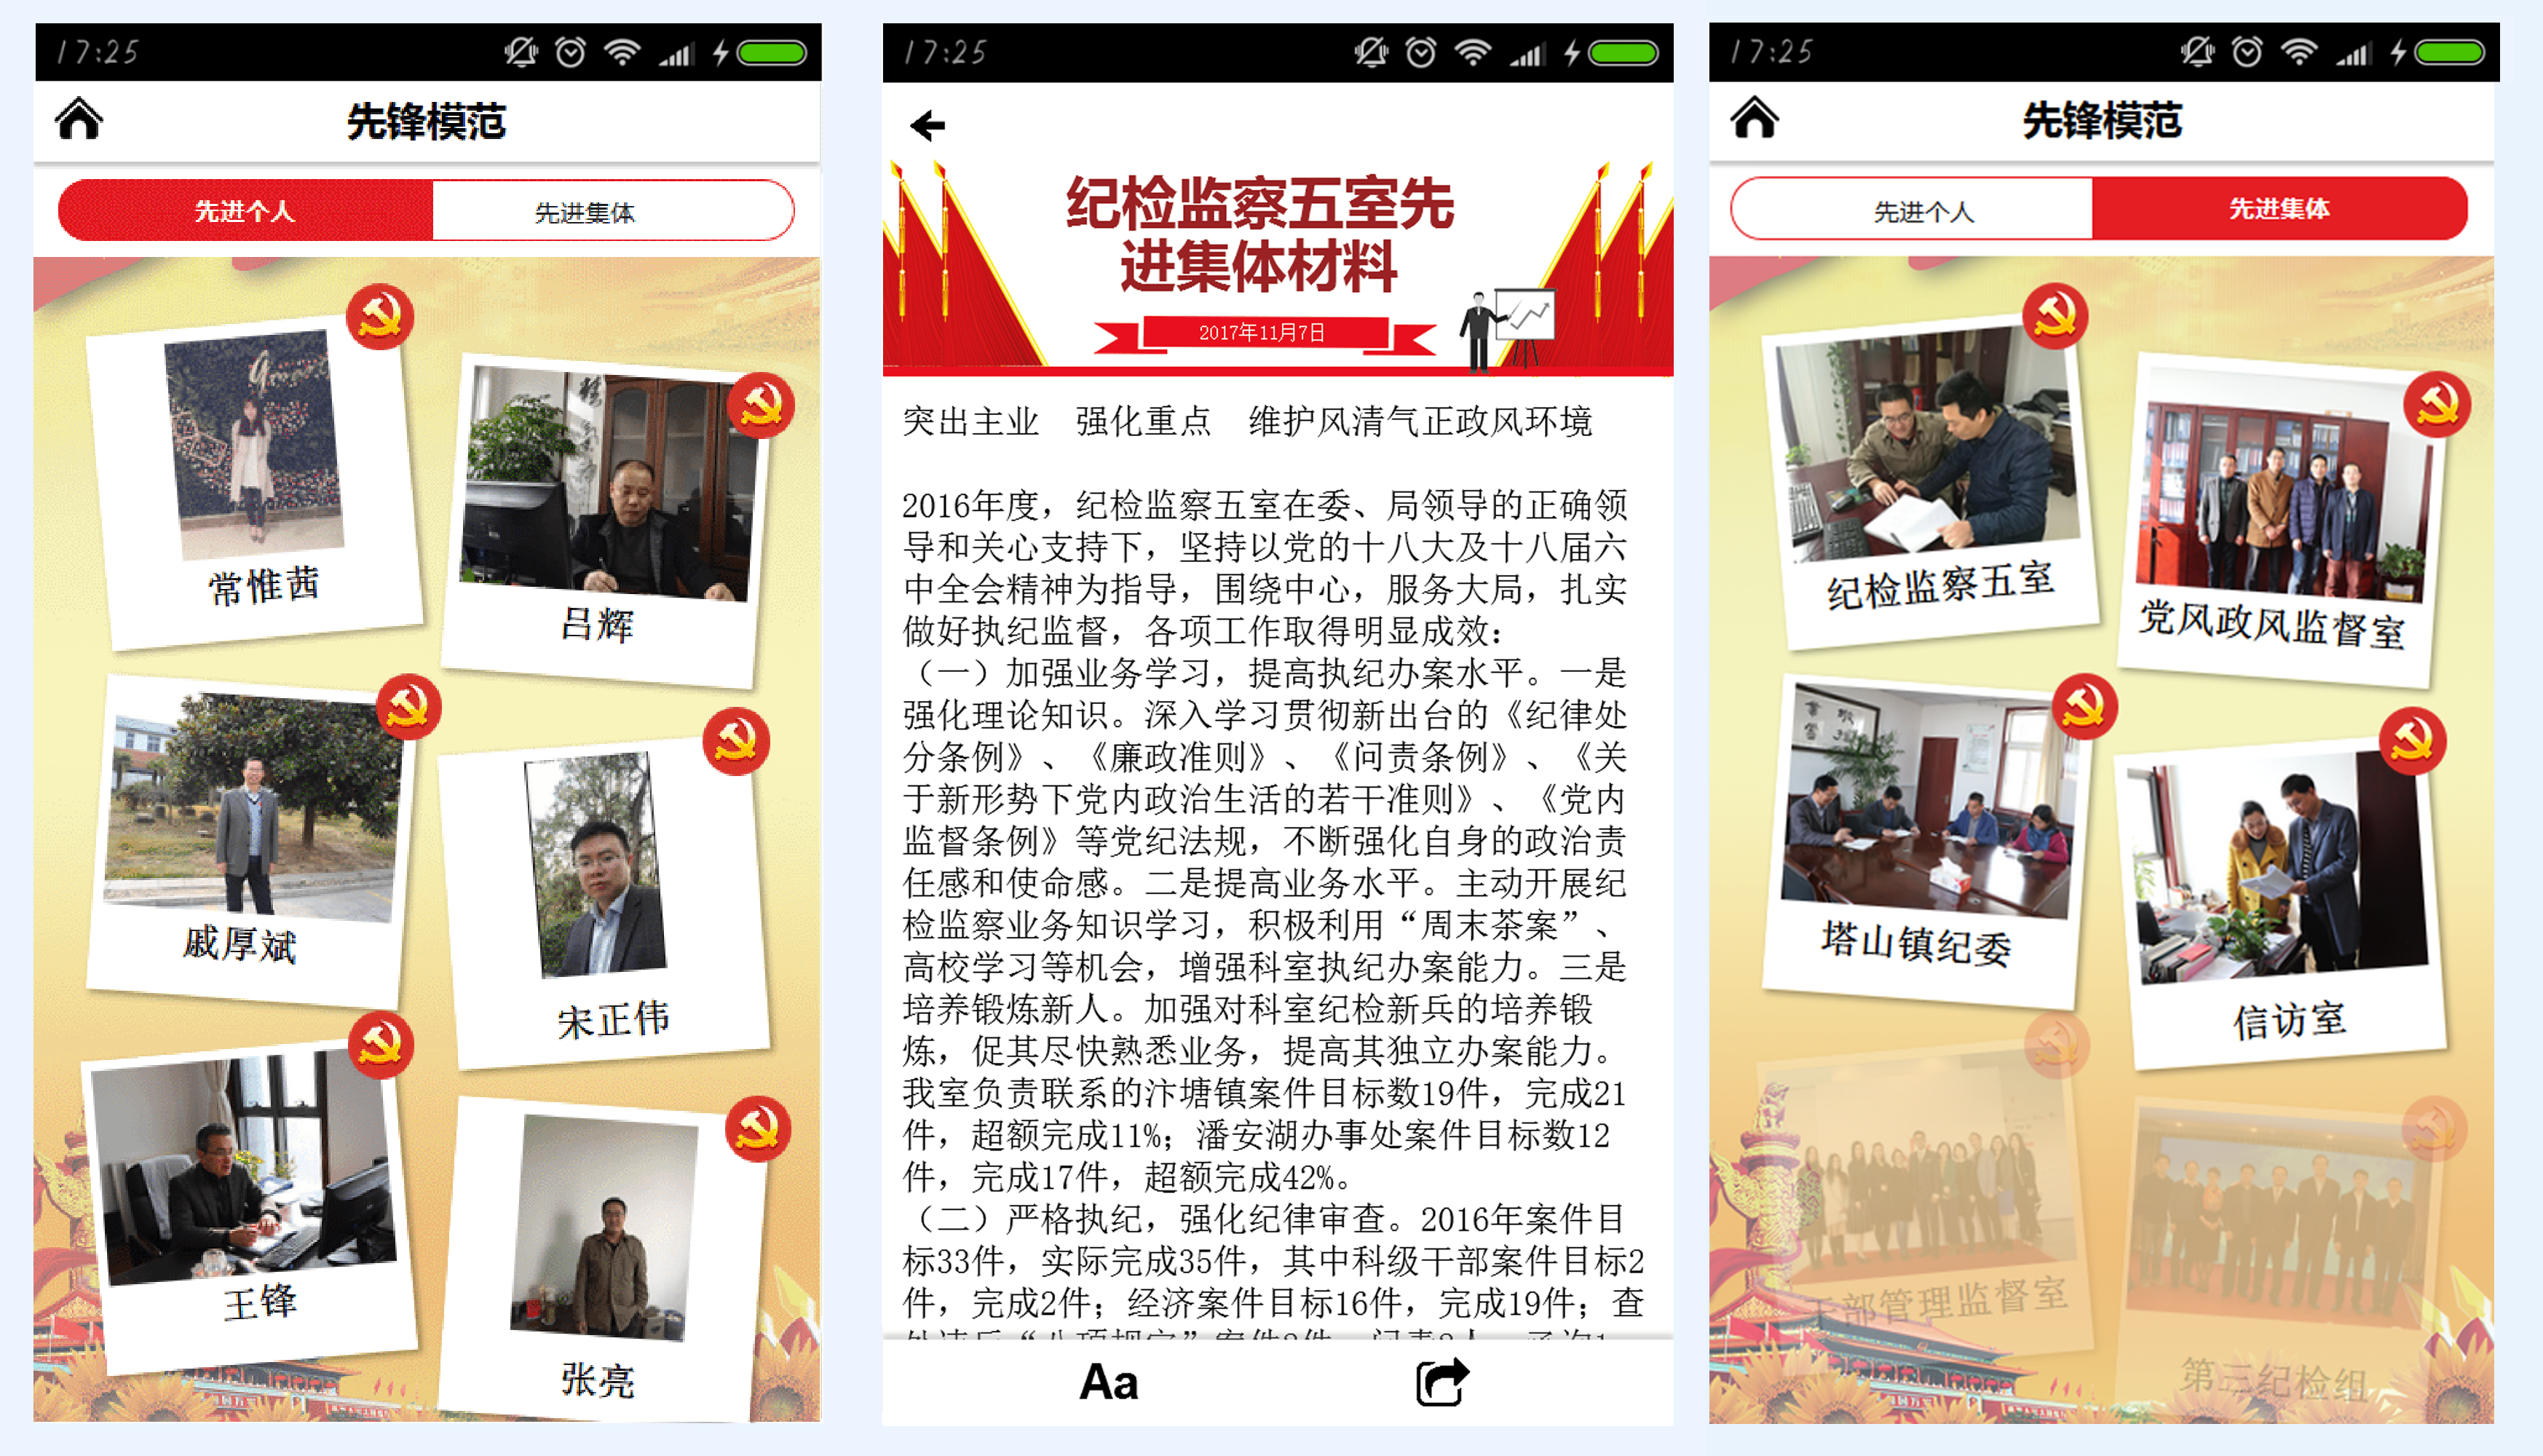 17:25
先锋模范
先进个人
先进集体
常惟茜
吕辉
戚厚斌
宋正伟
王锋
张亮
17:25
纪检监察五室先
进集体材料
2017年11月7日
突出主业 强化重点 维护风清气正政风环境
2016年度，纪检监察五室在委、局领导的正确领
导和关心支持下，坚持以党的十八大及十八届六
中全会精神为指导，围绕中心，服务大局，扎实
做好执纪监督，各项工作取得明显成效：
（一）加强业务学习，提高执纪办案水平。一是
强化理论知识。深入学习贯彻新出台的《纪律处
分条例》、《廉政准则》、《问责条例》、《关
于新形势下党内政治生活的若干准则》、《党内
监督条例》等党纪法规，不断强化自身的政治责
任感和使命感。二是提高业务水平。主动开展纪
检监察业务知识学习，积极利用“周末茶案”、
高校学习等机会，增强科室执纪办案能力。三是
培养锻炼新人。加强对科室纪检新兵的培养锻
炼，促其尽快熟悉业务，提高其独立办案能力。
我室负责联系的汴塘镇案件目标数19件，完成21
件，超额完成11%；潘安湖办事处案件目标数12
件，完成17件，超额完成42%。
（二）严格执纪，强化纪律审查。2016年案件目
标33件，实际完成35件，其中科级干部案件目标2
件，完成2件；经济案件目标16件，完成19件；查
Aa
17:25
先锋模范
先进个人
先进集体
纪检监察五室
党风政风监督室
塔山镇纪委
信访室
干部管理监督室
第三纪检组